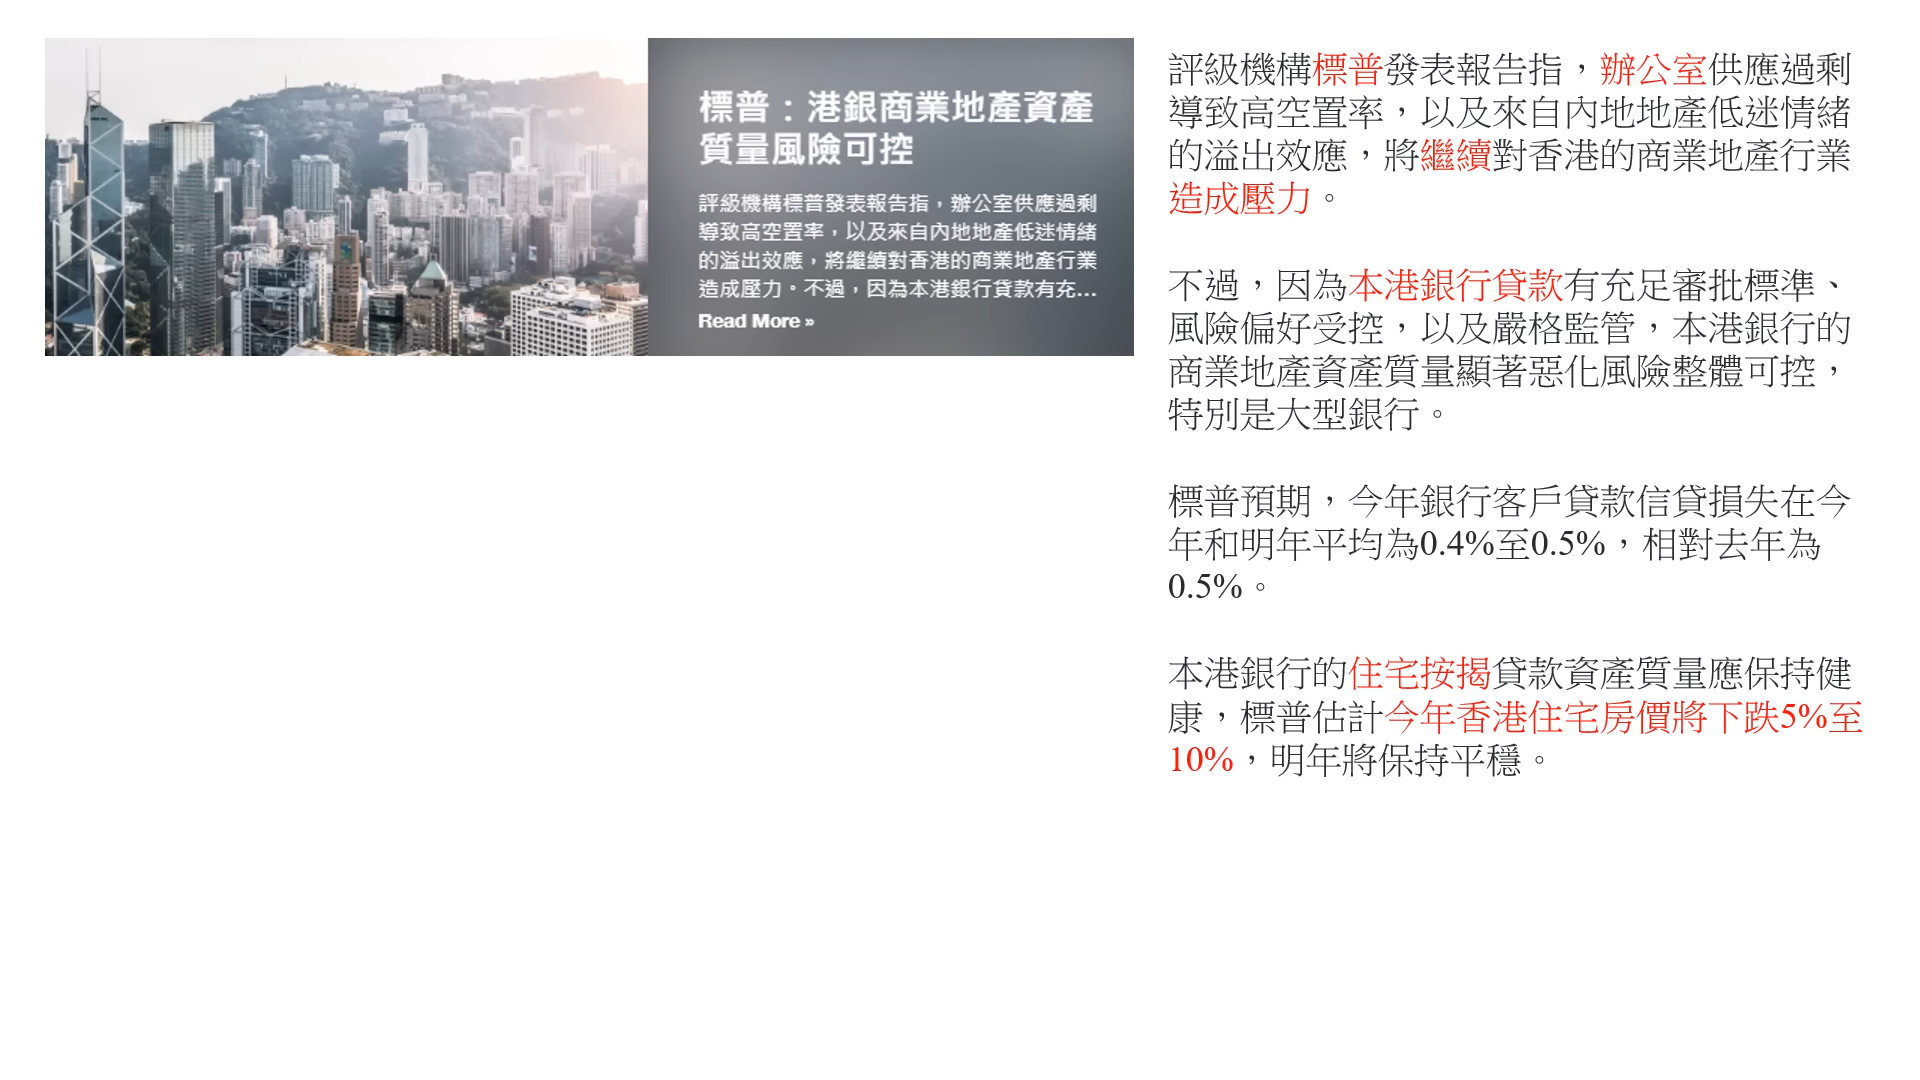 標普：港銀商業地產資產
質量風險可控
評級機構標普發表報告指，辦公室供應過剩
導致高空置率，以及來自內地地產低迷情緒
的溢出效應，將繼續對香港的商業地產行業
造成壓力。不過，因為本港銀行貸款有充...
Read More »
評級機構標普發表報告指，辦公室供應過剩
導致高空置率，以及來自內地地產低迷情緒
的溢出效應，將繼續對香港的商業地產行業
造成壓力。
不過，因為本港銀行貸款有充足審批標準、
風險偏好受控，以及嚴格監管，本港銀行的
商業地產資產質量顯著惡化風險整體可控，
特別是大型銀行。
標普預期，今年銀行客戶貸款信貸損失在今
年和明年平均為0.4%至0.5%，相對去年為
0.5%。
本港銀行的住宅按揭貸款資產質量應保持健
康，標普估計今年香港住宅房價將下跌5%至
10%，明年將保持平穩。